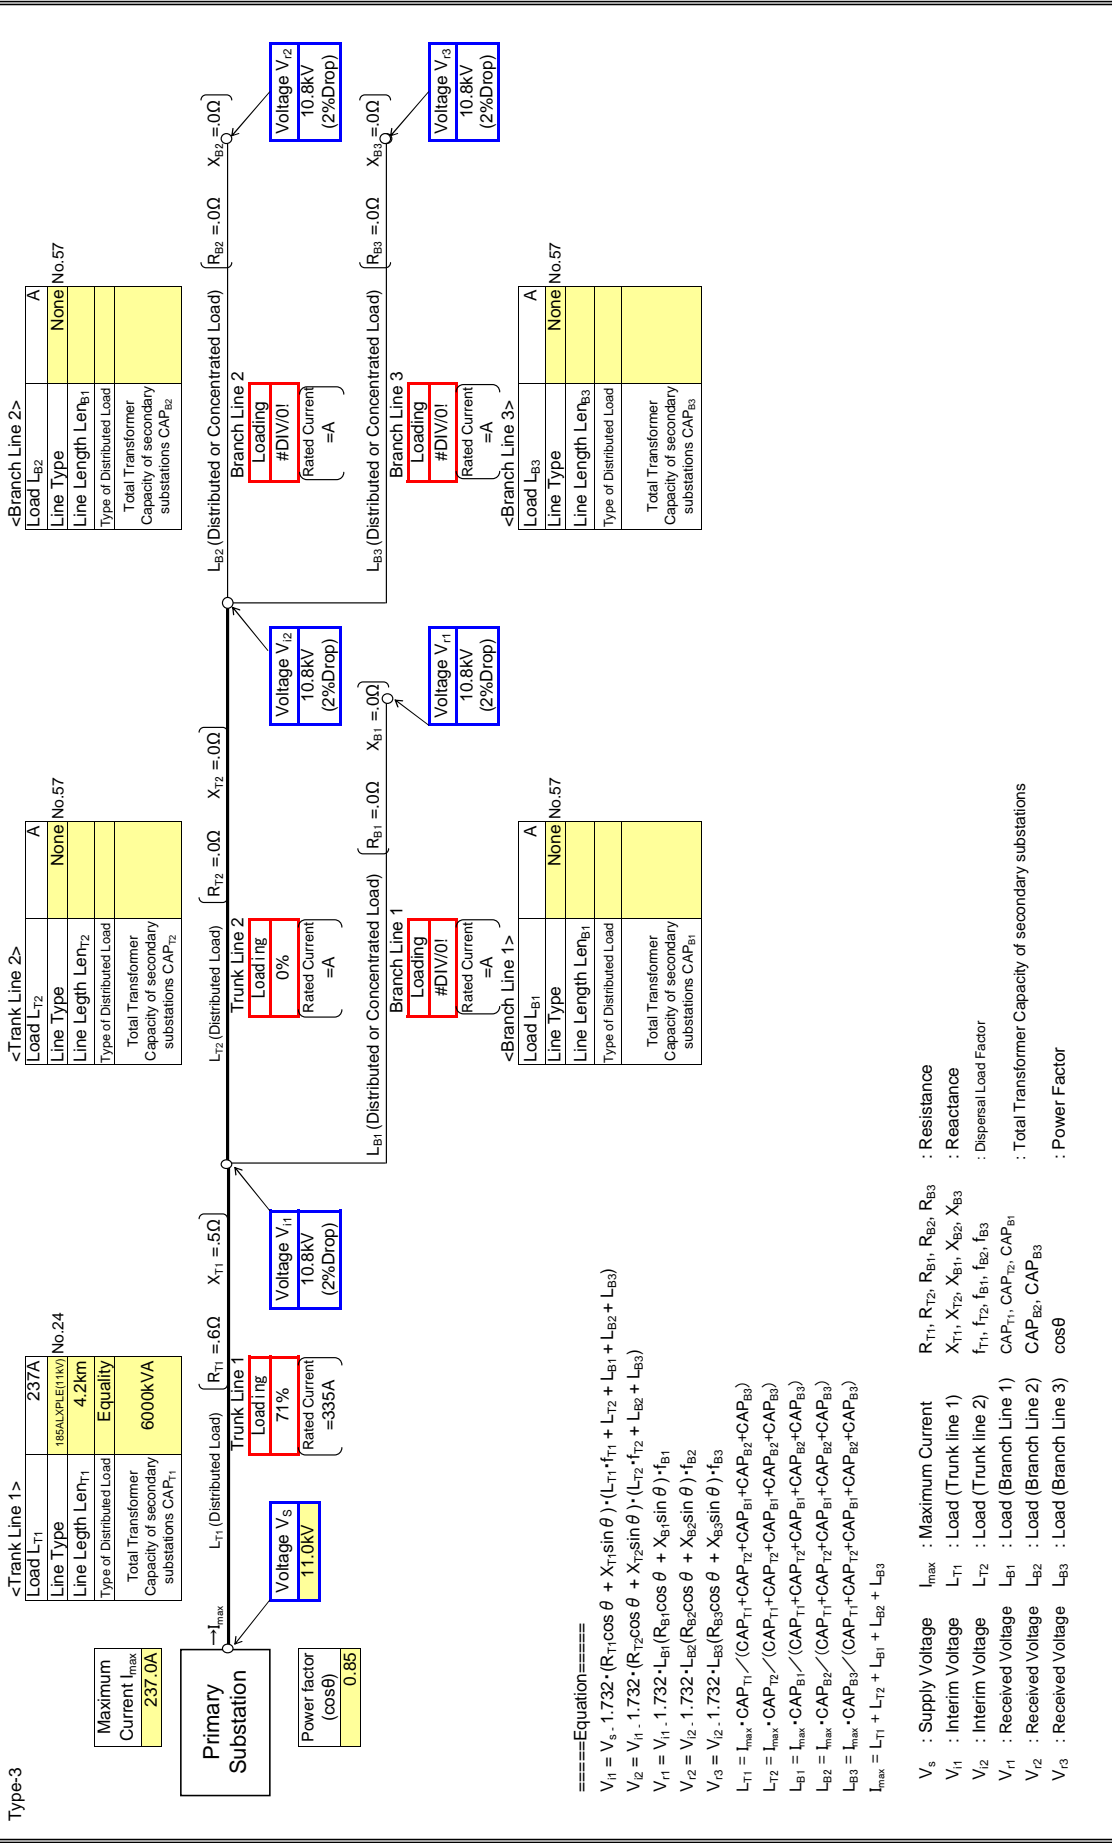 Type-3
Maximum
Current Imax
237.0A
Primary
Substation
Power factor
(cosθ)
0.85
→Imax
Voltage VS
11.0kV
<Trank Line 1>
Load LT1 237A
Line Type 185ALXPLE(11kV) No.24
Line Legth LenT1 4.2km
Type of Distributed Load Equality
Total Transformer
Capacity of secondary
substations CAPT1
6000kVA
LT1 (Distributed Load) RT1 =.6Ω XT1 =.5Ω
Trunk Line 1
Loading
71%
Rated Current
=335A
Voltage Vi1
10.8kV
(2%Drop)
<Trank Line 2>
Load LT2 A
Line Type None No.57
Line Length LenT2
Type of Distributed Load
Total Transformer
Capacity of secondary
substations CAPT2
LT2 (Distributed Load) RT2 =.0Ω XT2 =.0Ω
Trunk Line 2
Loading
0%
Rated Current
=A
Voltage Vi2
10.8kV
(2%Drop)
LB1 (Distributed or Concentrated Load) RB1 =.0Ω XB1 =.0Ω
Branch Line 1
Loading
#DIV/0!
Rated Current
=A
Voltage Vr1
10.8kV
(2%Drop)
<Branch Line 1>
Load LB1 A
Line Type None No.57
Line Length LenB1
Type of Distributed Load
Total Transformer
Capacity of secondary
substations CAPB1
<Branch Line 2>
Load LB2 A
Line Type None No.57
Line Length LenB1
Type of Distributed Load
Total Transformer
Capacity of secondary
substations CAPB2
LB2 (Distributed or Concentrated Load) RB2 =.0Ω XB2 =.0Ω
Branch Line 2
Loading
#DIV/0!
Rated Current
=A
Voltage Vr2
10.8kV
(2%Drop)
LB3 (Distributed or Concentrated Load) RB3 =.0Ω XB3 =.0Ω
Branch Line 3
Loading
#DIV/0!
Rated Current
=A
Voltage Vr3
10.8kV
(2%Drop)
<Branch Line 3>
Load LB3 A
Line Type None No.57
Line Length LenB3
Type of Distributed Load
Total Transformer
Capacity of secondary
substations CAPB3
=====Equation=====
Vi1 = Vs - 1.732・(RT1cos θ + XT1sin θ)・(LT1・fT1 + LT2 + LB1 + LB2 + LB3)
Vi2 = Vi1 - 1.732・(RT2cos θ + XT2sin θ)・(LT2・fT2 + LB2 + LB3)
Vr1 = Vi1 - 1.732・LB1(RB1cos θ + XB1sin θ)・fB1
Vr2 = Vi2 - 1.732・LB2(RB2cos θ + XB2sin θ)・fB2
Vr3 = Vi2 - 1.732・LB3(RB3cos θ + XB3sin θ)・fB3
LT1 = Imax・CAPT1／(CAPT1+CAPT2+CAPB1+CAPB2+CAPB3)
LT2 = Imax・CAPT2／(CAPT1+CAPT2+CAPB1+CAPB2+CAPB3)
LB1 = Imax・CAPB1／(CAPT1+CAPT2+CAPB1+CAPB2+CAPB3)
LB2 = Imax・CAPB2／(CAPT1+CAPT2+CAPB1+CAPB2+CAPB3)
LB3 = Imax・CAPB3／(CAPT1+CAPT2+CAPB1+CAPB2+CAPB3)
Imax = LT1 + LT2 + LB1 + LB2 + LB3
Vs : Supply Voltage Imax : Maximum Current RT1, RT2, RB1, RB2, RB3 : Resistance
Vi1 : Interim Voltage LT1 : Load (Trunk line 1) XT1, XT2, XB1, XB2, XB3 : Reactance
Vi2 : Interim Voltage LT2 : Load (Trunk line 2) fT1, fT2, fB1, fB2, fB3 : Dispersal Load Factor
Vr1 : Received Voltage LB1 : Load (Branch Line 1) CAPT1, CAPT2, CAPB1 : Total Transformer Capacity of secondary substations
Vr2 : Received Voltage LB2 : Load (Branch Line 2) CAPB2, CAPB3
Vr3 : Received Voltage LB3 : Load (Branch Line 3) cosθ : Power Factor